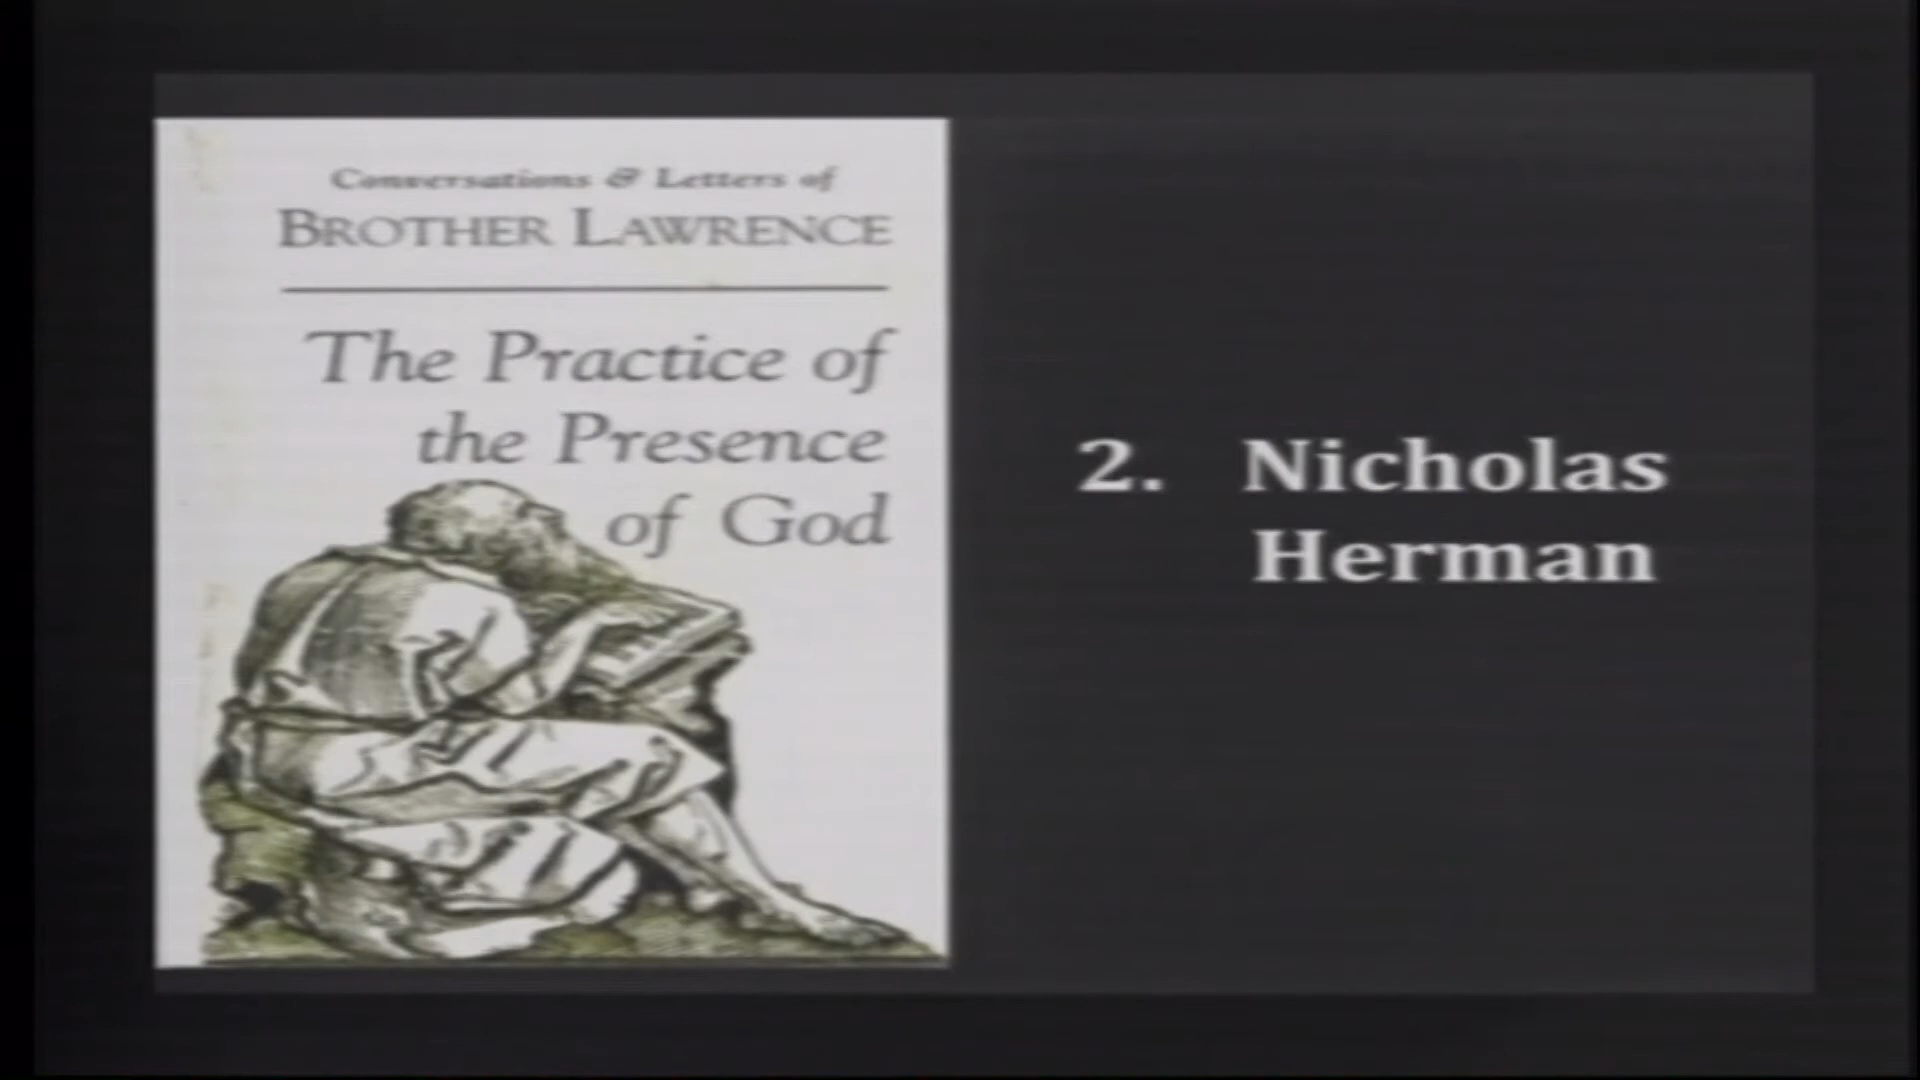 Conversations & Letters of
BROTHER LAWRENCE
The Practice of
the Presence
of God
2. Nicholas
Herman